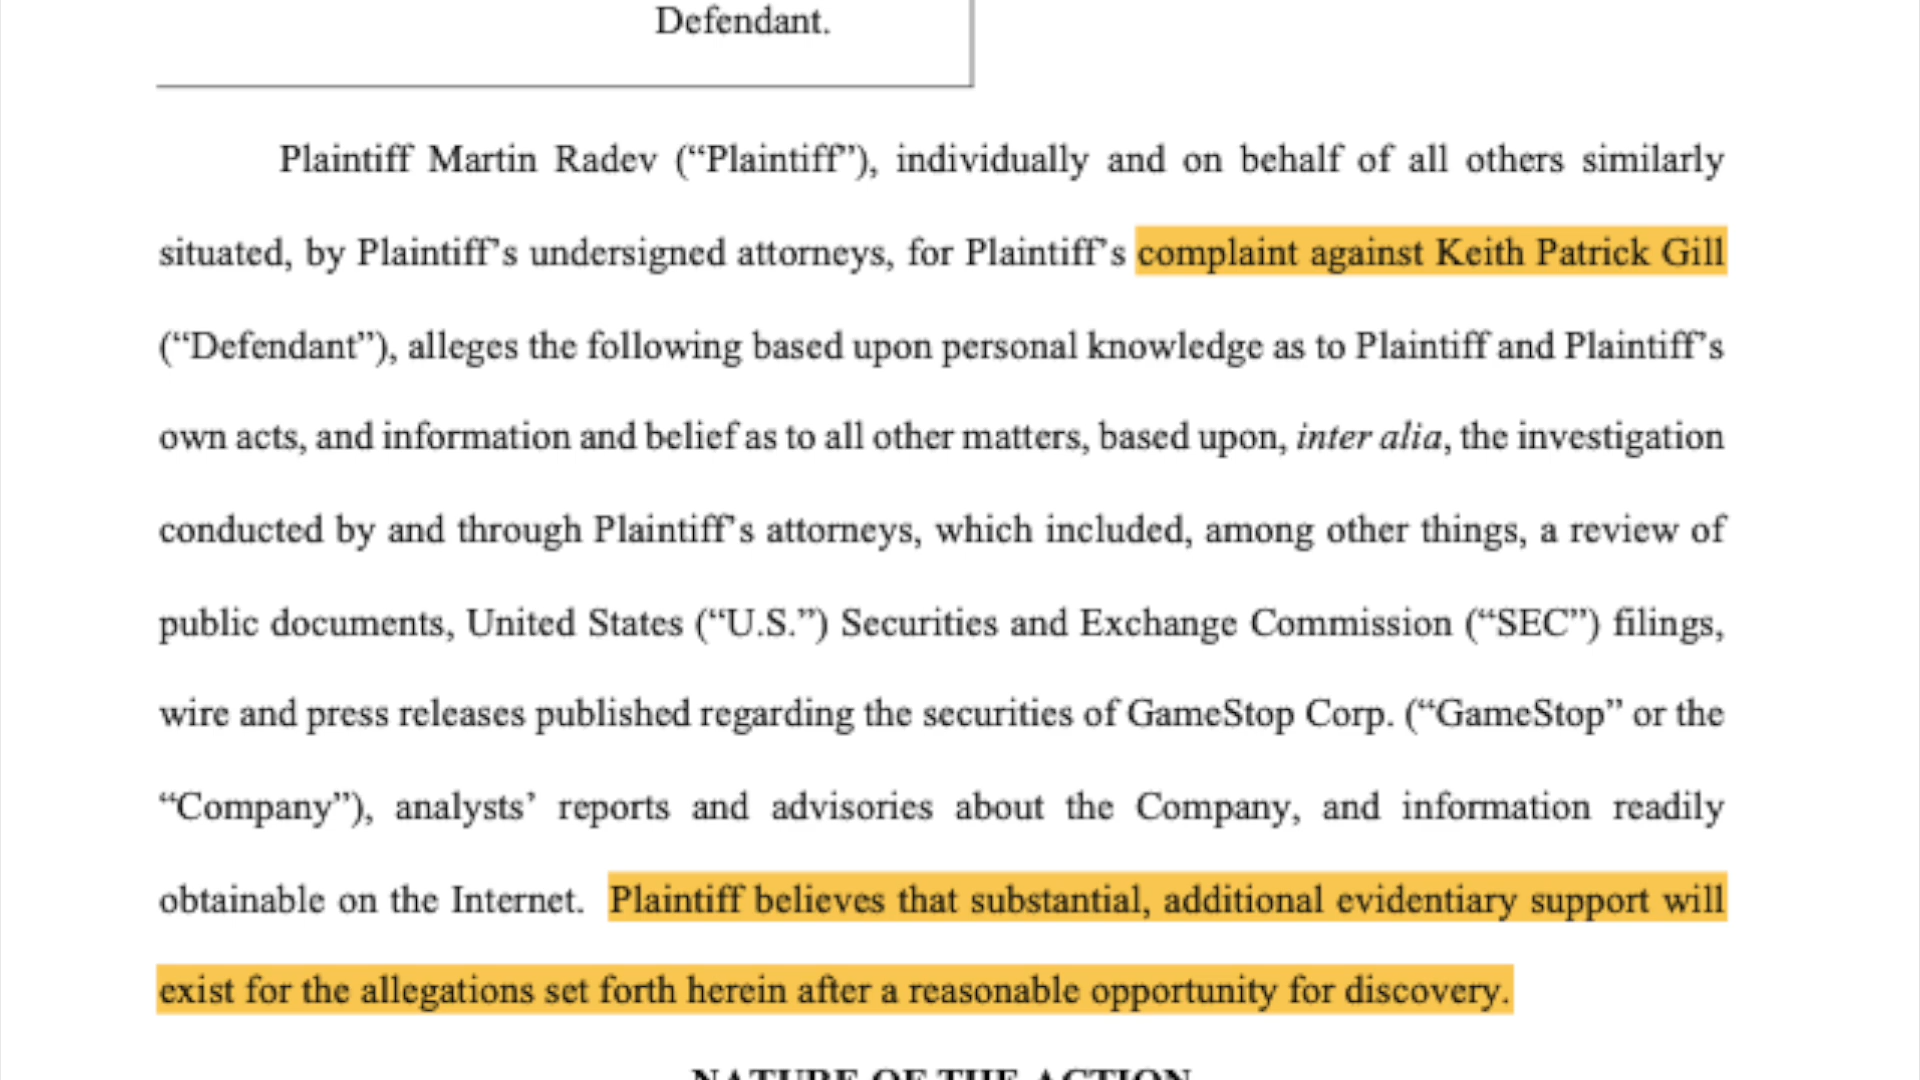 Defendant.
Plaintiff Martin Radev (“Plaintiff”), individually and on behalf of all others similarly
situated, by Plaintiff’s undersigned attorneys, for Plaintiff’s complaint against Keith Patrick Gill
(“Defendant”), alleges the following based upon personal knowledge as to Plaintiff and Plaintiff’s
own acts, and information and belief as to all other matters, based upon, inter alia, the investigation
conducted by and through Plaintiff’s attorneys, which included, among other things, a review of
public documents, United States (“U.S.”) Securities and Exchange Commission (“SEC”) filings,
wire and press releases published regarding the securities of GameStop Corp. (“GameStop” or the
“Company”), analysts’ reports and advisories about the Company, and information readily
obtainable on the Internet. Plaintiff believes that substantial, additional evidentiary support will
exist for the allegations set forth herein after a reasonable opportunity for discovery.
NATURE OF THE ACTION